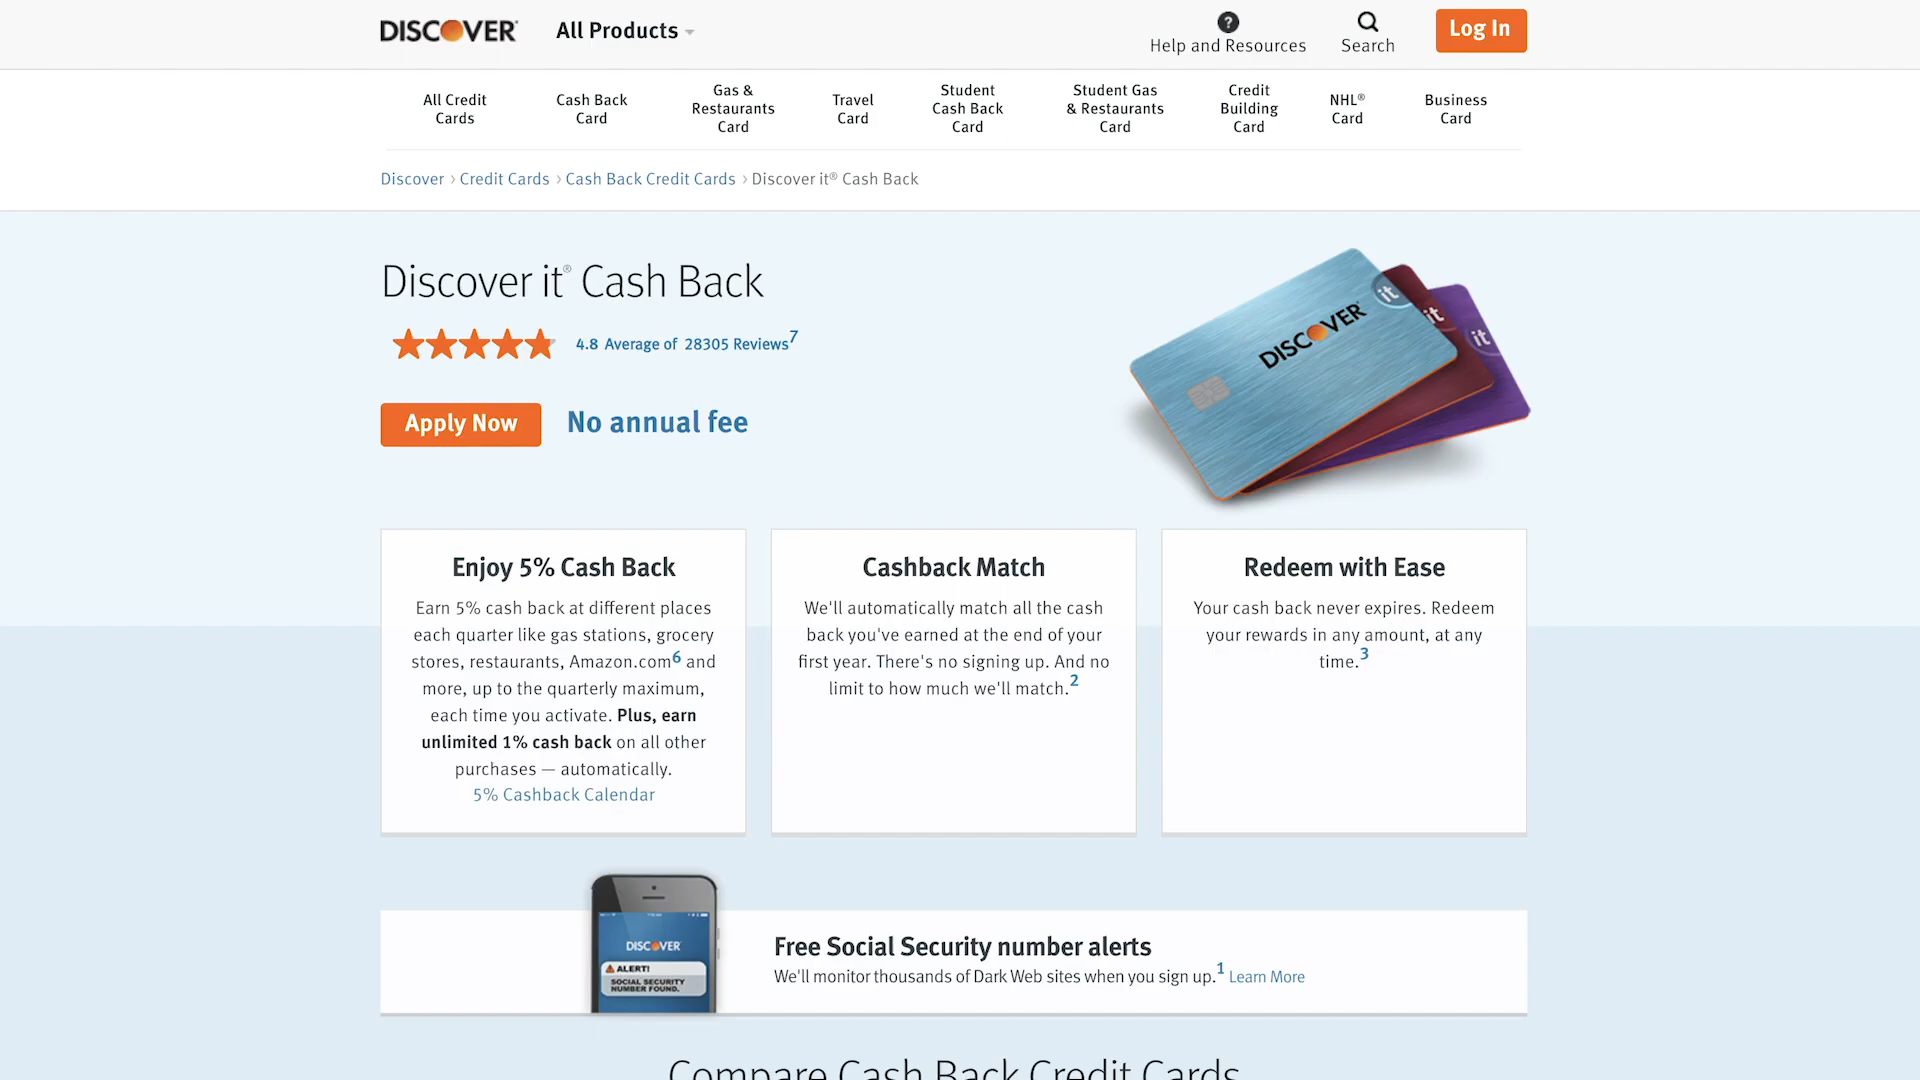 DISCOVER
All Products
Help and Resources
Search
Log In
All Credit
Cards
Cash Back
Card
Gas &
Restaurants
Card
Travel
Card
Student
Cash Back
Card
Student Gas
& Restaurants
Card
Credit
Building
Card
NHL®
Card
Business
Card
Discover › Credit Cards › Cash Back Credit Cards › Discover it® Cash Back
Discover it® Cash Back
4.8 Average of 28305 Reviews7
Apply Now
No annual fee
DISCOVER
it
it
it
Enjoy 5% Cash Back
Earn 5% cash back at different places
each quarter like gas stations, grocery
stores, restaurants, Amazon.com6 and
more, up to the quarterly maximum,
each time you activate. Plus, earn
unlimited 1% cash back on all other
purchases — automatically.
5% Cashback Calendar
Cashback Match
We'll automatically match all the cash
back you've earned at the end of your
first year. There's no signing up. And no
limit to how much we'll match.2
Redeem with Ease
Your cash back never expires. Redeem
your rewards in any amount, at any
time.3
DISCOVER
ALERT!
SOCIAL SECURITY
NUMBER FOUND.
Free Social Security number alerts
We'll monitor thousands of Dark Web sites when you sign up.1 Learn More
Compare Cash Back Credit Cards